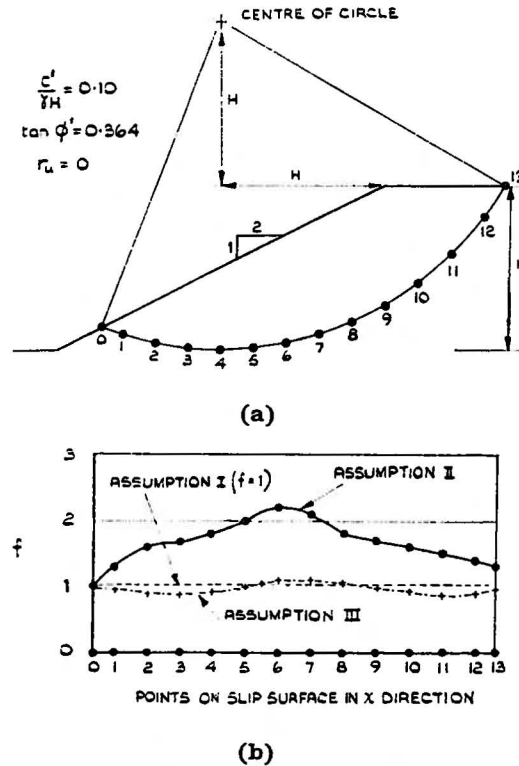 CENTRE OF CIRCLE
c'/γH = 0·10
tan φ' = 0·364
r_u = 0
H
H
13
2
1
12
11
10
9
8
7
6
5
4
3
2
1
0
(a)
3
ASSUMPTION I (f=1)
ASSUMPTION II
2
f
1
ASSUMPTION III
0
0 1 2 3 4 5 6 7 8 9 10 11 12 13
POINTS ON SLIP SURFACE IN X DIRECTION
(b)